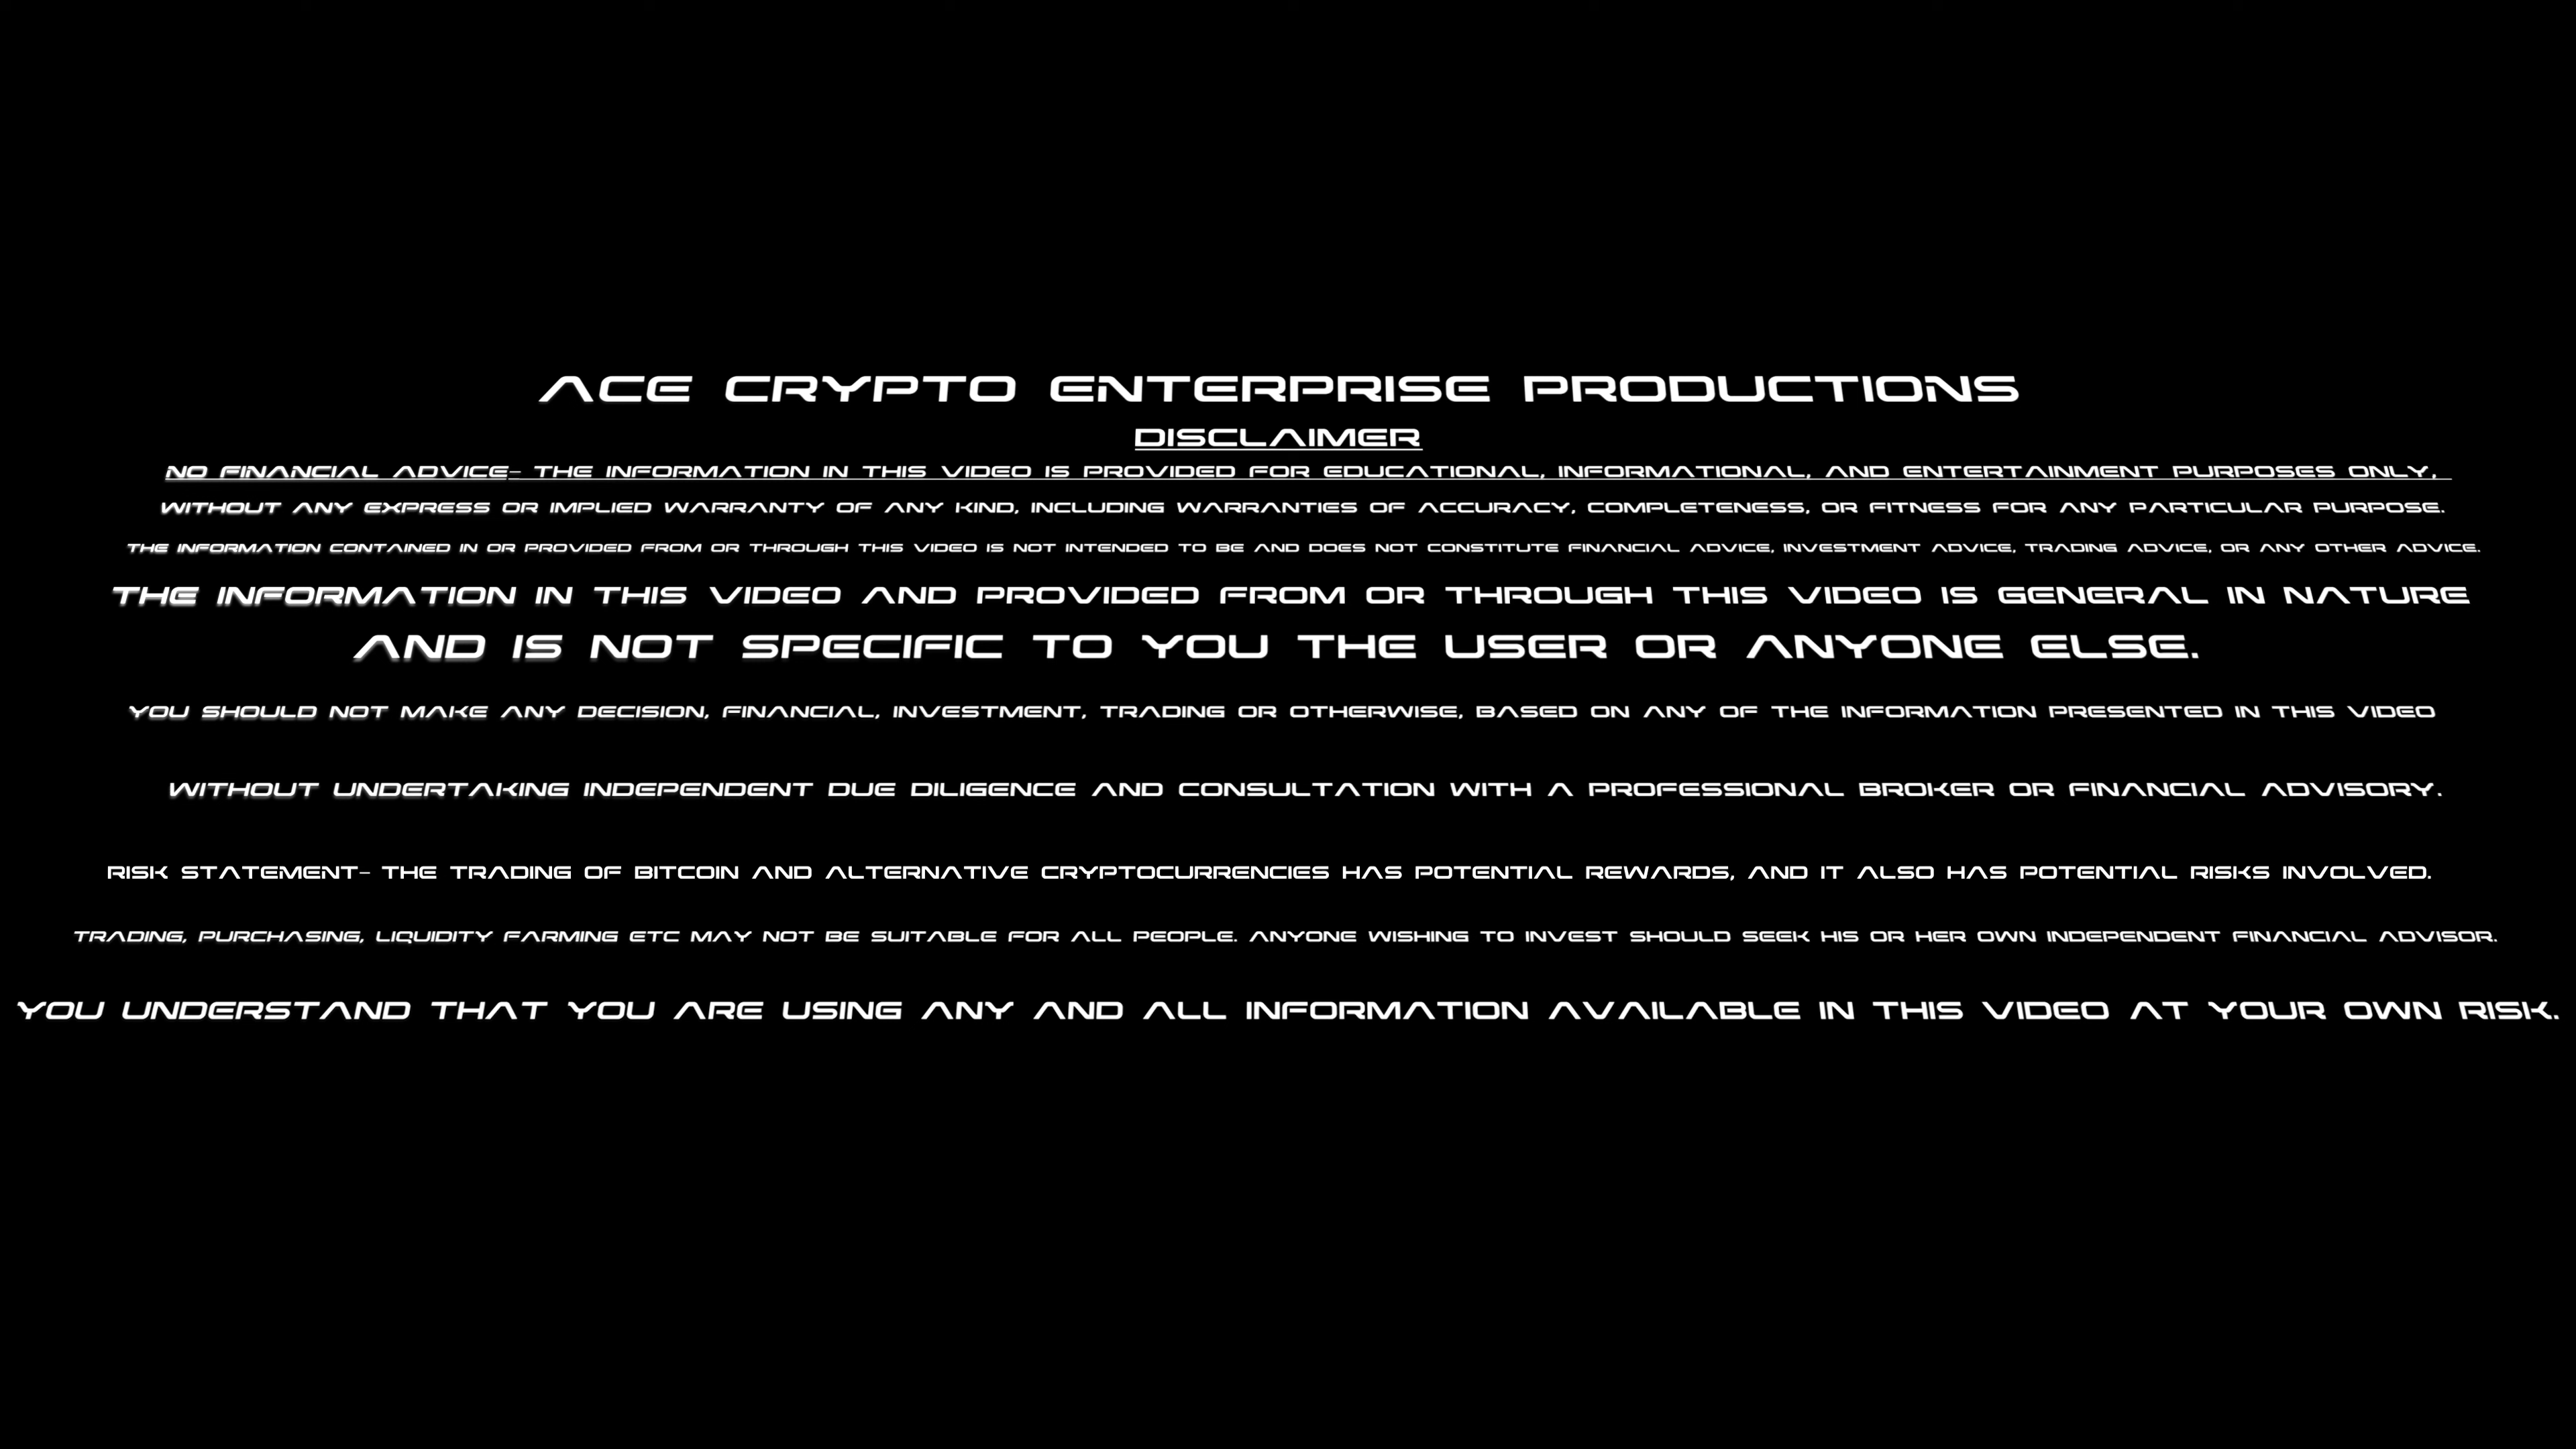 ACE CRYPTO ENTERPRISE PRODUCTIONS
DISCLAIMER
NO FINANCIAL ADVICE- THE INFORMATION IN THIS VIDEO IS PROVIDED FOR EDUCATIONAL, INFORMATIONAL, AND ENTERTAINMENT PURPOSES ONLY,
WITHOUT ANY EXPRESS OR IMPLIED WARRANTY OF ANY KIND, INCLUDING WARRANTIES OF ACCURACY, COMPLETENESS, OR FITNESS FOR ANY PARTICULAR PURPOSE.
THE INFORMATION CONTAINED IN OR PROVIDED FROM OR THROUGH THIS VIDEO IS NOT INTENDED TO BE AND DOES NOT CONSTITUTE FINANCIAL ADVICE, INVESTMENT ADVICE, TRADING ADVICE, OR ANY OTHER ADVICE.
THE INFORMATION IN THIS VIDEO AND PROVIDED FROM OR THROUGH THIS VIDEO IS GENERAL IN NATURE
AND IS NOT SPECIFIC TO YOU THE USER OR ANYONE ELSE.
YOU SHOULD NOT MAKE ANY DECISION, FINANCIAL, INVESTMENT, TRADING OR OTHERWISE, BASED ON ANY OF THE INFORMATION PRESENTED IN THIS VIDEO
WITHOUT UNDERTAKING INDEPENDENT DUE DILIGENCE AND CONSULTATION WITH A PROFESSIONAL BROKER OR FINANCIAL ADVISORY.
RISK STATEMENT- THE TRADING OF BITCOIN AND ALTERNATIVE CRYPTOCURRENCIES HAS POTENTIAL REWARDS, AND IT ALSO HAS POTENTIAL RISKS INVOLVED.
TRADING, PURCHASING, LIQUIDITY FARMING ETC MAY NOT BE SUITABLE FOR ALL PEOPLE. ANYONE WISHING TO INVEST SHOULD SEEK HIS OR HER OWN INDEPENDENT FINANCIAL ADVISOR.
YOU UNDERSTAND THAT YOU ARE USING ANY AND ALL INFORMATION AVAILABLE IN THIS VIDEO AT YOUR OWN RISK.